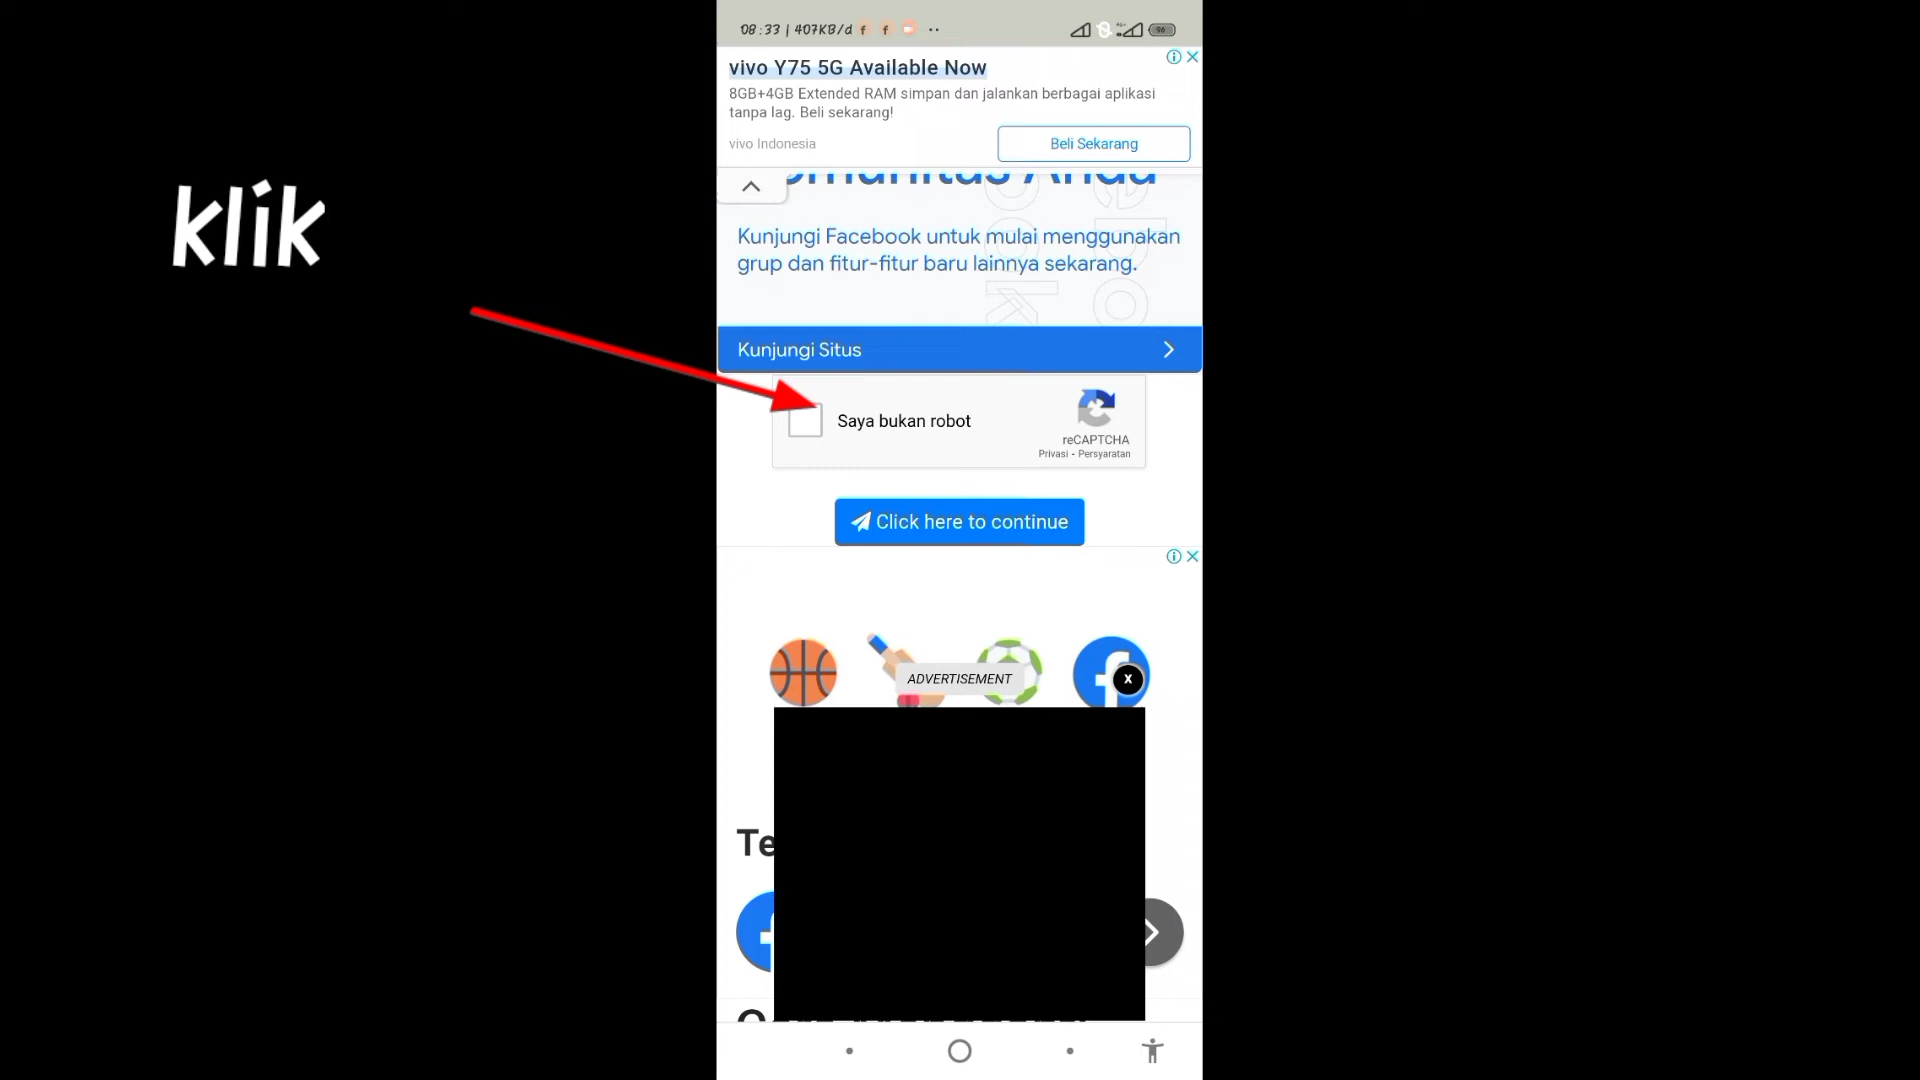 08:33 | 407KB/d
96
vivo Y75 5G Available Now
8GB+4GB Extended RAM simpan dan jalankan berbagai aplikasi
tanpa lag. Beli sekarang!
vivo Indonesia
Beli Sekarang
klik
Kunjungi Facebook untuk mulai menggunakan
grup dan fitur-fitur baru lainnya sekarang.
Kunjungi Situs
Saya bukan robot
reCAPTCHA
Privasi - Persyaratan
Click here to continue
ADVERTISEMENT
X
Te